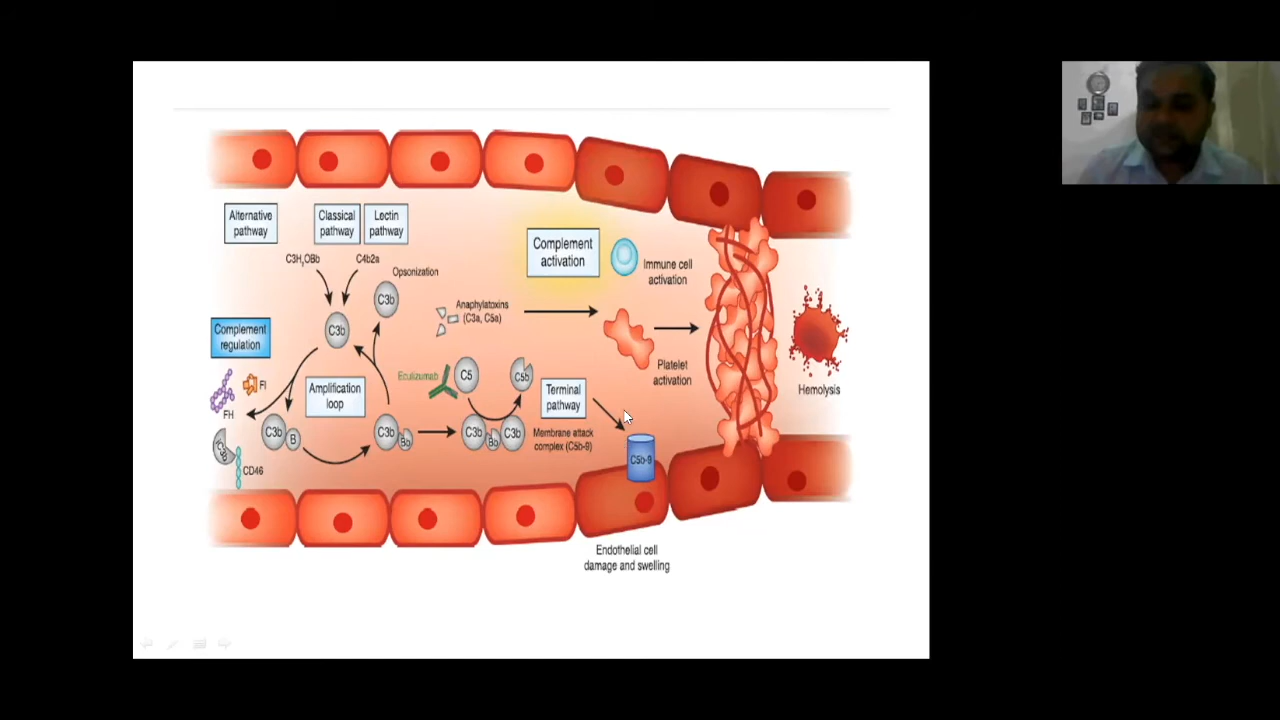 Alternative
pathway
Classical
pathway
Lectin
pathway
C3H₂OBb
C4b2a
Opsonization
C3b
C3b
Complement
activation
Immune cell
activation
Anaphylatoxins
(C3a, C5a)
Complement
regulation
FI
FH
Amplification
loop
Eculizumab
C5
C5b
Terminal
pathway
Platelet
activation
Hemolysis
C3b
B
C3b
Bb
C3b
Bb
C3b
Membrane attack
complex (C5b-9)
iC3b
CD46
C5b-9
Endothelial cell
damage and swelling